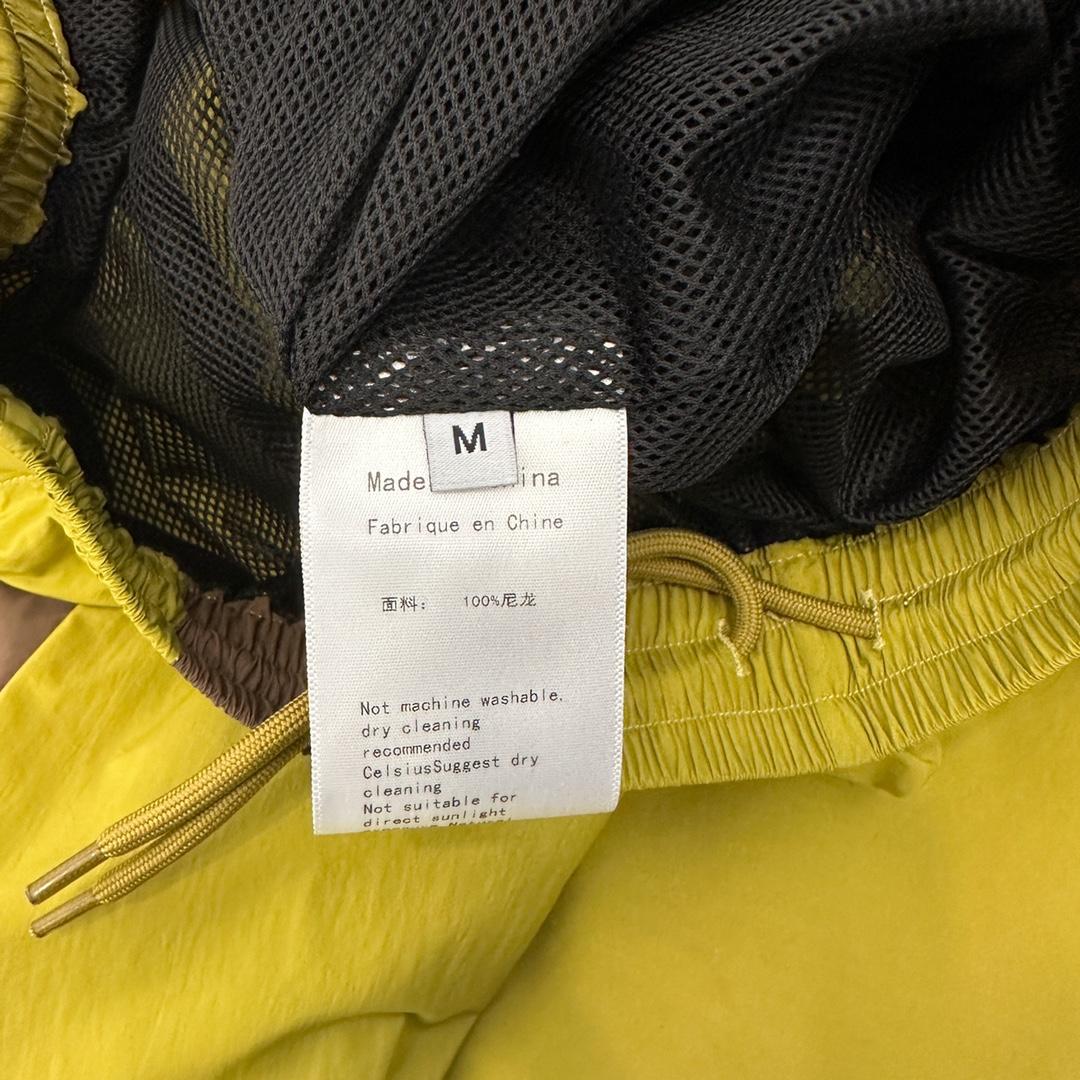 M
Made ina
Fabrique en Chine
面料： 100%尼龙
Not machine washable.
dry cleaning
recommended
CelsiusSuggest dry
cleaning
Not suitable for
direct sunlight